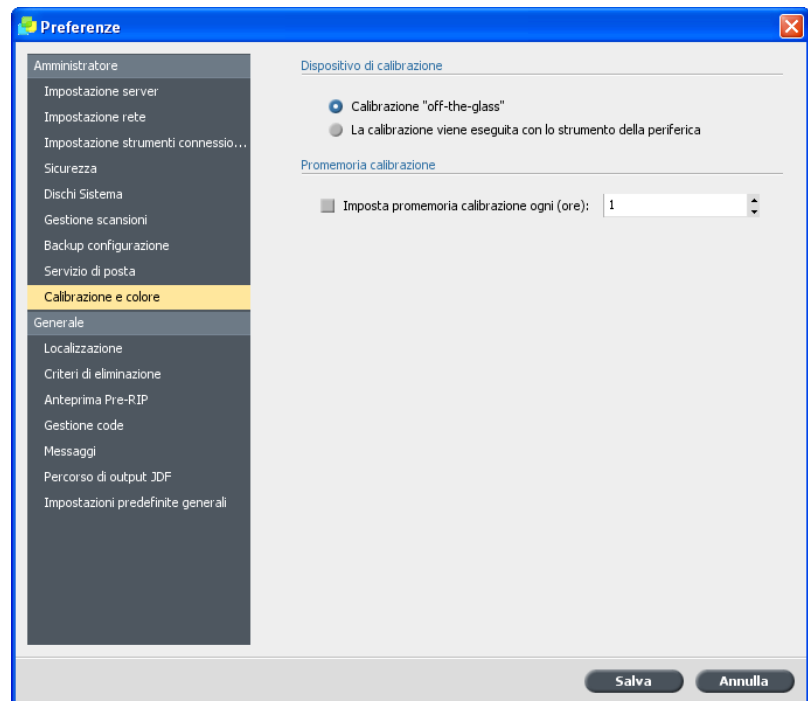 Preferenze
Amministratore
Impostazione server
Impostazione rete
Impostazione strumenti connessio...
Sicurezza
Dischi Sistema
Gestione scansioni
Backup configurazione
Servizio di posta
Calibrazione e colore
Generale
Localizzazione
Criteri di eliminazione
Anteprima Pre-RIP
Gestione code
Messaggi
Percorso di output JDF
Impostazioni predefinite generali
Dispositivo di calibrazione
Calibrazione "off-the-glass"
La calibrazione viene eseguita con lo strumento della periferica
Promemoria calibrazione
Imposta promemoria calibrazione ogni (ore): 1
Salva Annulla